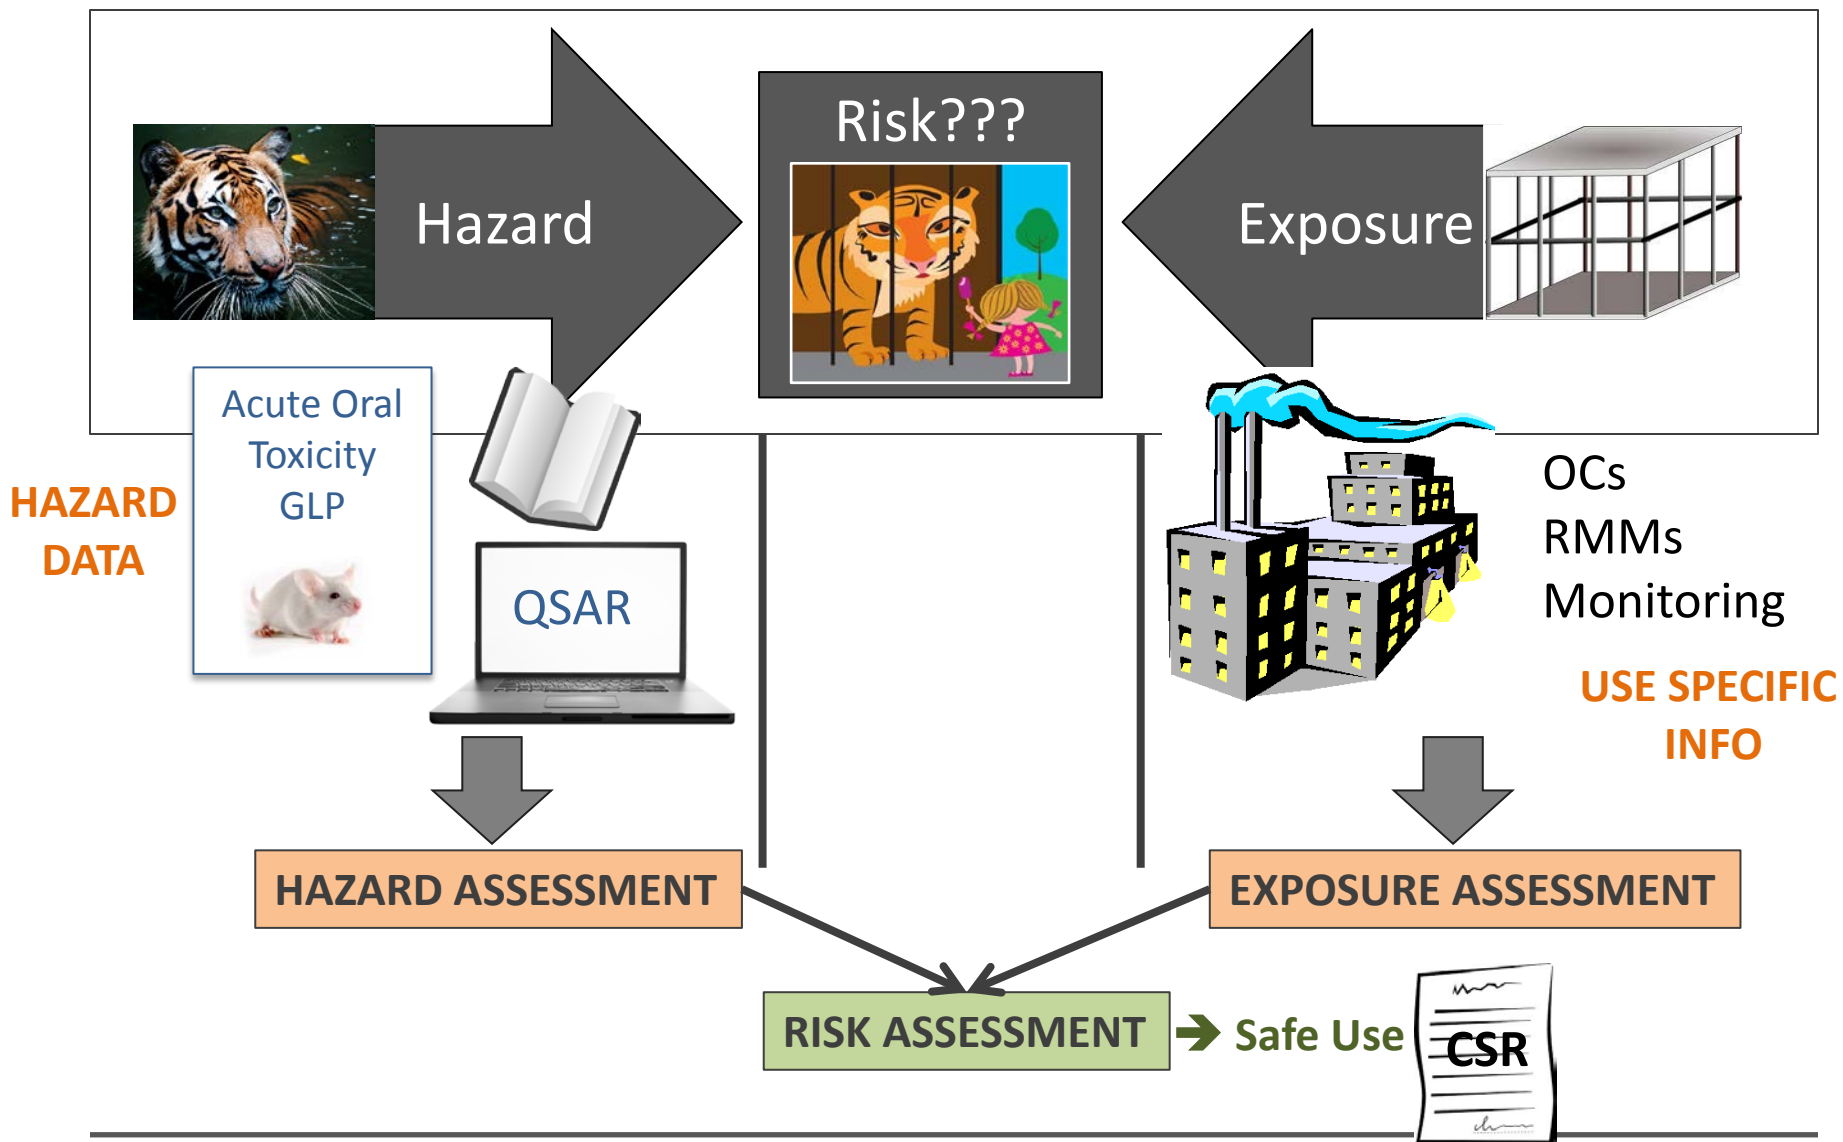 Risk???
Hazard
Exposure
Acute Oral
Toxicity
GLP
HAZARD
DATA
QSAR
OCs
RMMs
Monitoring
USE SPECIFIC
INFO
HAZARD ASSESSMENT
EXPOSURE ASSESSMENT
RISK ASSESSMENT
Safe Use
CSR